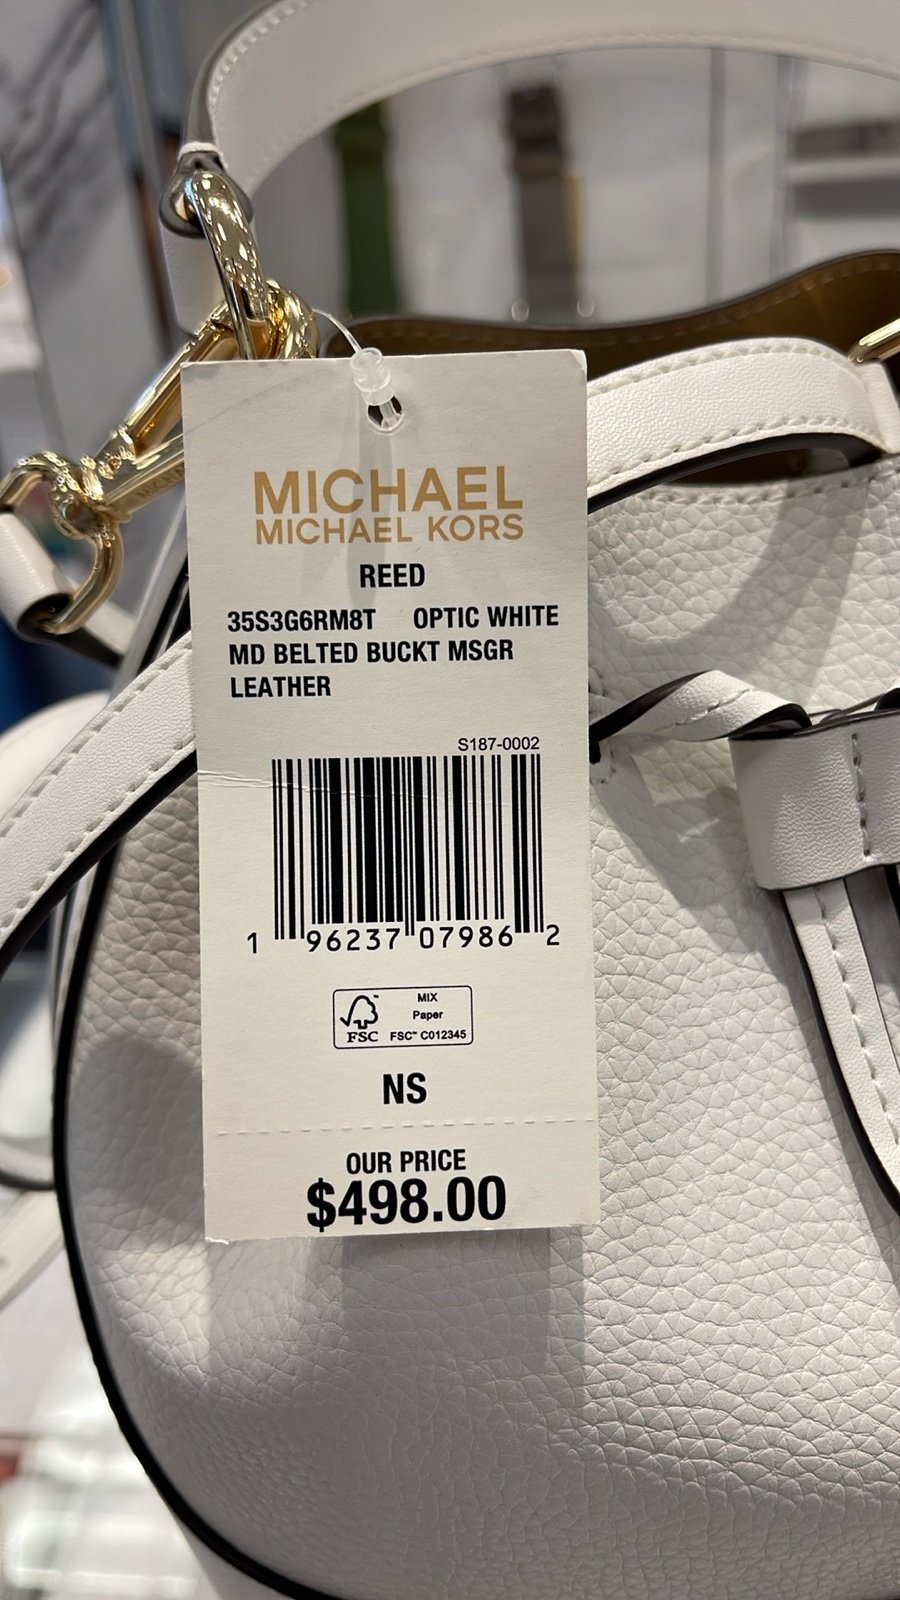 MICHAEL
MICHAEL KORS
REED
35S3G6RM8T OPTIC WHITE
MD BELTED BUCKT MSGR
LEATHER
S187-0002
1 96237 07986 2
MIX
Paper
FSC™ C012345
FSC
NS
OUR PRICE
$498.00